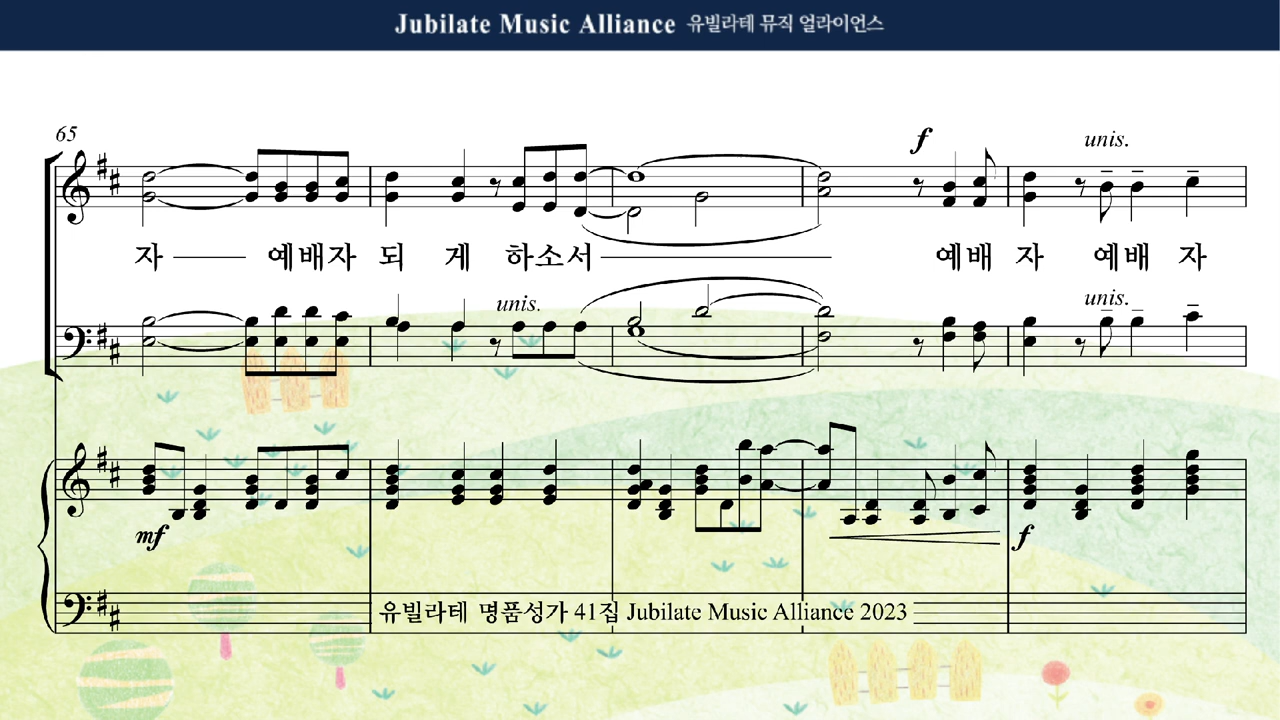 Jubilate Music Alliance 유빌라테 뮤직 얼라이언스
65
f unis.
자 예배자 되 게 하소서 예배 자 예배 자
unis. unis.
mf f
유빌라테 명품성가 41집 Jubilate Music Alliance 2023